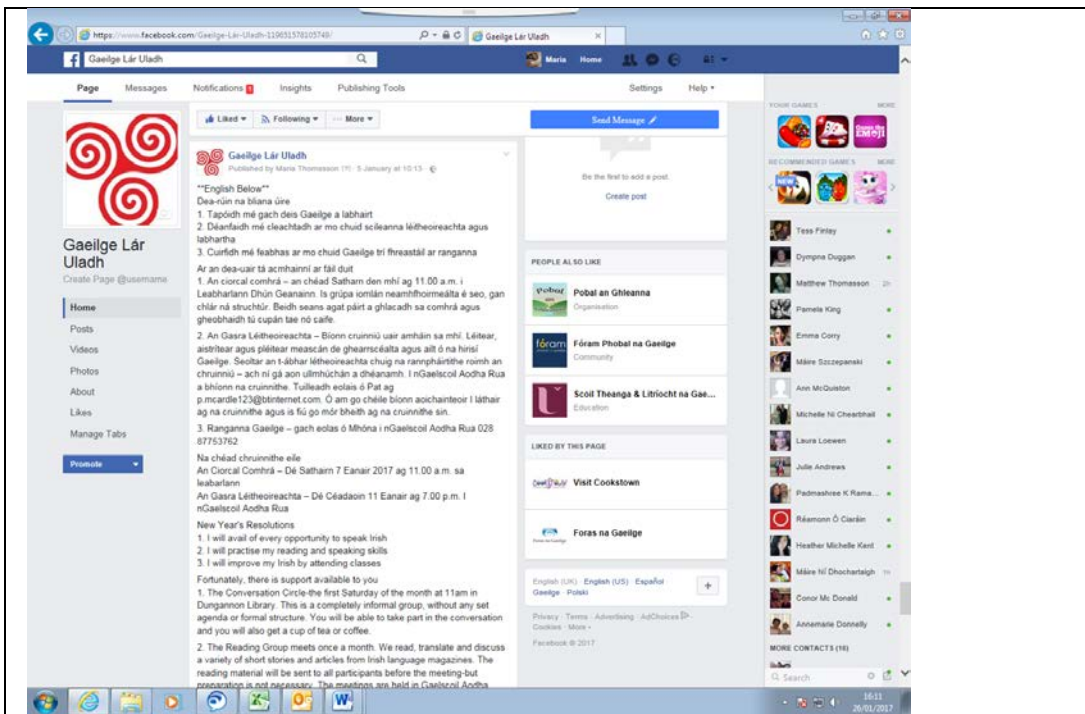 https://www.facebook.com/Gaeilge-Lár-Uladh-119651578105749/
Gaeilge Lár Uladh
Gaeilge Lár Uladh
Maria Home
Page Messages Notifications 1 Insights Publishing Tools Settings Help
Liked Following More
Send Message
Gaeilge Lár Uladh
Create Page @username
Home
Posts
Videos
Photos
About
Likes
Manage Tabs
Promote
Gaeilge Lár Uladh
Published by Maria Thomasson 5 January at 10:13
**English Below**
Dea-rúin na bliana úire
1. Tapóidh mé gach deis Gaeilge a labhairt
2. Déanfaidh mé cleachtadh ar mo chuid scileanna léitheoireachta agus
labhartha
3. Cuirfidh mé feabhas ar mo chuid Gaeilge trí fhreastáil ar ranganna
Ar an dea-uair tá acmhainní ar fáil duit
1. An ciorcal comhrá – an chéad Satharn den mhí ag 11.00 a.m. i
Leabharlann Dhún Geanainn. Is grúpa iomlán neamhfhoirmeálta é seo, gan
chlár ná struchtúr. Beidh seans agat páirt a ghlacadh sa comhrá agus
gheobhaidh tú cupán tae nó caife.
2. An Gasra Léitheoireachta – Bíonn cruinniú uair amháin sa mhí. Léitear,
aistrítear agus pléitear meascán de ghearrscéalta agus ailt ó na hirisí
Gaeilge. Seoltar an t-ábhar léitheoireachta chuig na rannpháirtithe roimh an
chruinniú – ach ní gá aon ullmhúchán a dhéanamh. I nGaelscoil Aodha Rua
a bhíonn na cruinnithe. Tuilleadh eolais ó Pat ag
p.mcardle123@btinternet.com. Ó am go chéile bíonn aoichainteoir I láthair
ag na cruinnithe agus is fiú go mór bheith ag na cruinnithe sin.
3. Ranganna Gaeilge – gach eolas ó Mhóna i nGaelscoil Aodha Rua 028
87753762
Na chéad chruinnithe eile
An Ciorcal Comhrá – Dé Sathairn 7 Eanair 2017 ag 11.00 a.m. sa
leabarlann
An Gasra Léitheoireachta – Dé Céadaoin 11 Eanair ag 7.00 p.m. I
nGaelscoil Aodha Rua
New Year's Resolutions
1. I will avail of every opportunity to speak Irish
2. I will practise my reading and speaking skills
3. I will improve my Irish by attending classes
Fortunately, there is support available to you
1. The Conversation Circle-the first Saturday of the month at 11am in
Dungannon Library. This is a completely informal group, without any set
agenda or formal structure. You will be able to take part in the conversation
and you will also get a cup of tea or coffee.
2. The Reading Group meets once a month. We read, translate and discuss
a variety of short stories and articles from Irish language magazines. The
reading material will be sent to all participants before the meeting-but
preparation is not necessary. The meetings are held in Gaelscoil Aodha
Be the first to add a post.
Create post
PEOPLE ALSO LIKE
Pobal an Ghleanna
Organisation
Fóram Phobal na Gaeilge
Community
Scoil Theanga & Litríocht na Gae...
Education
LIKED BY THIS PAGE
Visit Cookstown
Foras na Gaeilge
English (UK) · English (US) · Español ·
Gaeilge · Polski
Privacy · Terms · Advertising · AdChoices ·
Cookies · More
Facebook © 2017
YOUR GAMES MORE
RECOMMENDED GAMES MORE
Tess Finlay
Dympna Duggan
Matthew Thomasson 2h
Pamela King
Emma Corry
Máire Szczepanski
Ann McQuiston
Michelle Ni Chearbhaill
Laura Loewen
Julie Andrews
Padmashree K Rama...
Réamonn Ó Ciaráin
Heather Michelle Kent
Máire Ní Dhochartaigh
Conor Mc Donald
Annemarie Donnelly
MORE CONTACTS (16)
Search
16:11
26/01/2017